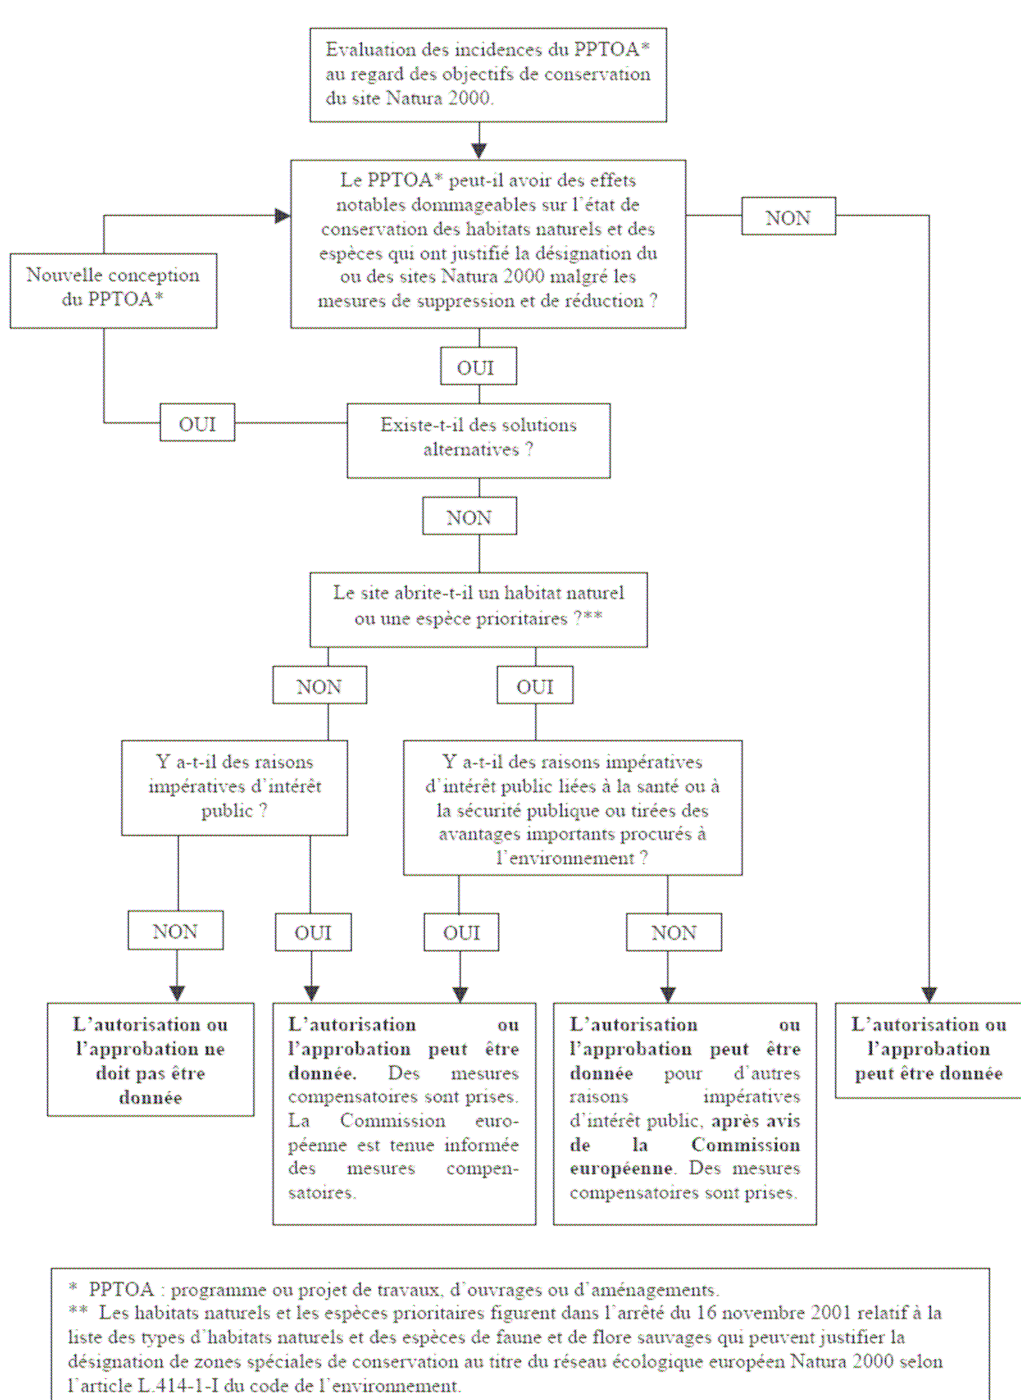 Evaluation des incidences du PPTOA*
au regard des objectifs de conservation
du site Natura 2000.
Le PPTOA* peut-il avoir des effets
notables dommageables sur l'état de
conservation des habitats naturels et des
espèces qui ont justifié la désignation du
ou des sites Natura 2000 malgré les
mesures de suppression et de réduction ?
NON
Nouvelle conception
du PPTOA*
OUI
OUI
Existe-t-il des solutions
alternatives ?
NON
Le site abrite-t-il un habitat naturel
ou une espèce prioritaires ?**
NON
OUI
Y a-t-il des raisons
impératives d'intérêt
public ?
Y a-t-il des raisons impératives
d'intérêt public liées à la santé ou à
la sécurité publique ou tirées des
avantages importants procurés à
l'environnement ?
NON
OUI
OUI
NON
L'autorisation ou
l'approbation ne
doit pas être
donnée
L'autorisation ou
l'approbation peut être
donnée. Des mesures
compensatoires sont prises.
La Commission euro-
péenne est tenue informée
des mesures compen-
satoires.
L'autorisation ou
l'approbation peut être
donnée pour d'autres
raisons impératives
d'intérêt public, après avis
de la Commission
européenne. Des mesures
compensatoires sont prises.
L'autorisation ou
l'approbation
peut être donnée
* PPTOA : programme ou projet de travaux, d'ouvrages ou d'aménagements.
** Les habitats naturels et les espèces prioritaires figurent dans l'arrêté du 16 novembre 2001 relatif à la
liste des types d'habitats naturels et des espèces de faune et de flore sauvages qui peuvent justifier la
désignation de zones spéciales de conservation au titre du réseau écologique européen Natura 2000 selon
l'article L.414-1-I du code de l'environnement.